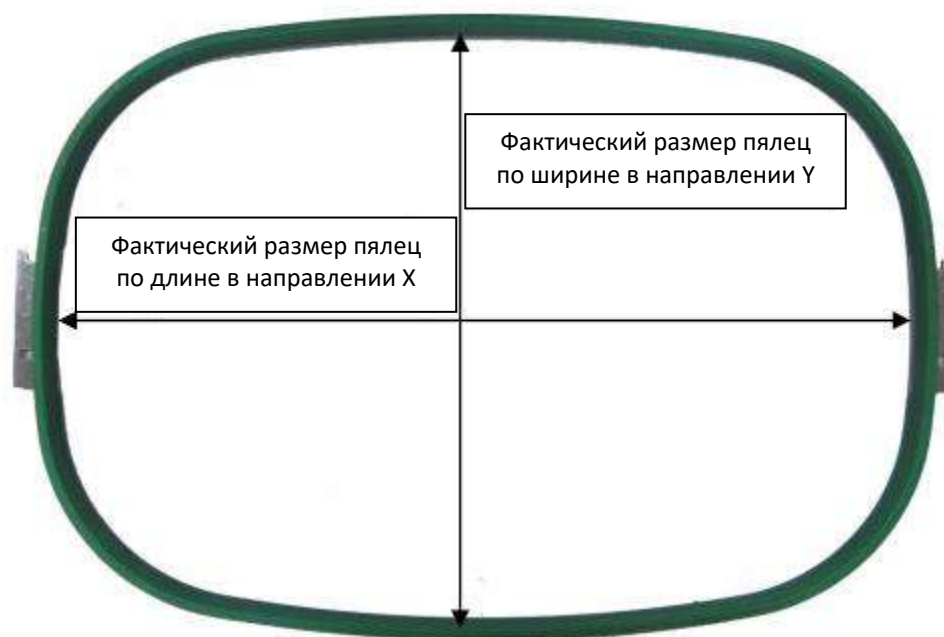 Фактический размер пялец
по ширине в направлении Y
Фактический размер пялец
по длине в направлении X